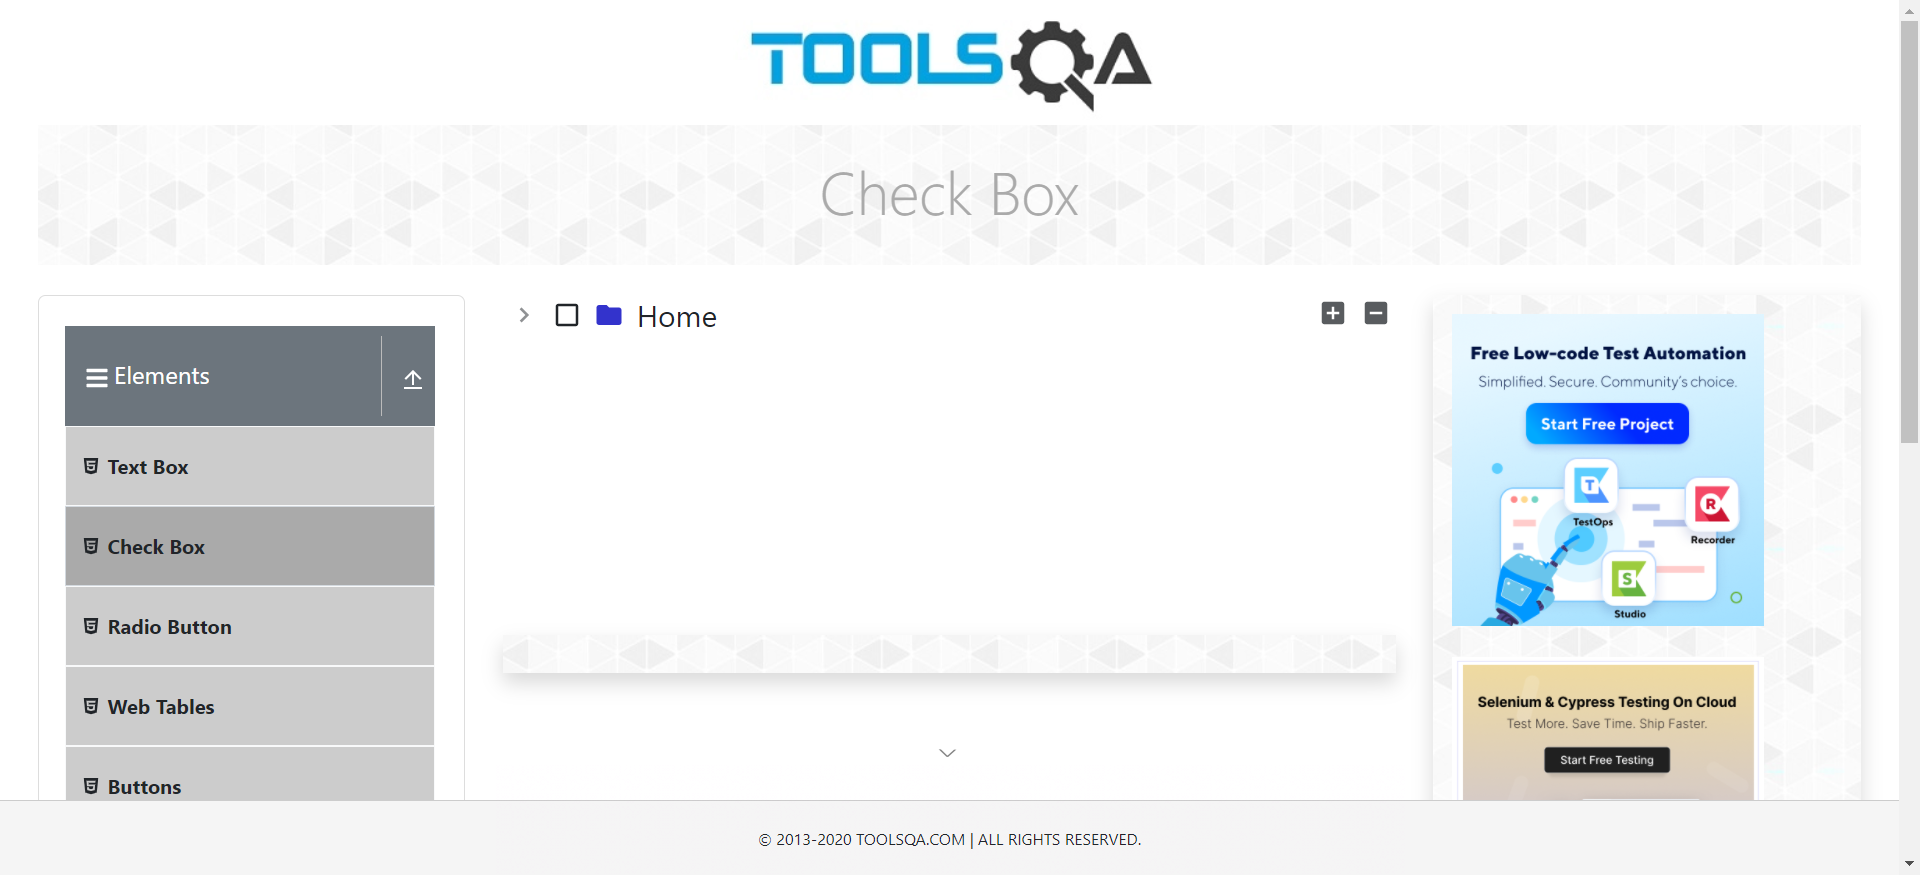 TOOLSQA
Check Box
Elements
Text Box
Check Box
Radio Button
Web Tables
Buttons
Home
Free Low-code Test Automation
Simplified. Secure. Community's choice.
Start Free Project
T
TestOps
R
Recorder
S
Studio
Selenium & Cypress Testing On Cloud
Test More. Save Time. Ship Faster.
Start Free Testing
© 2013-2020 TOOLSQA.COM | ALL RIGHTS RESERVED.